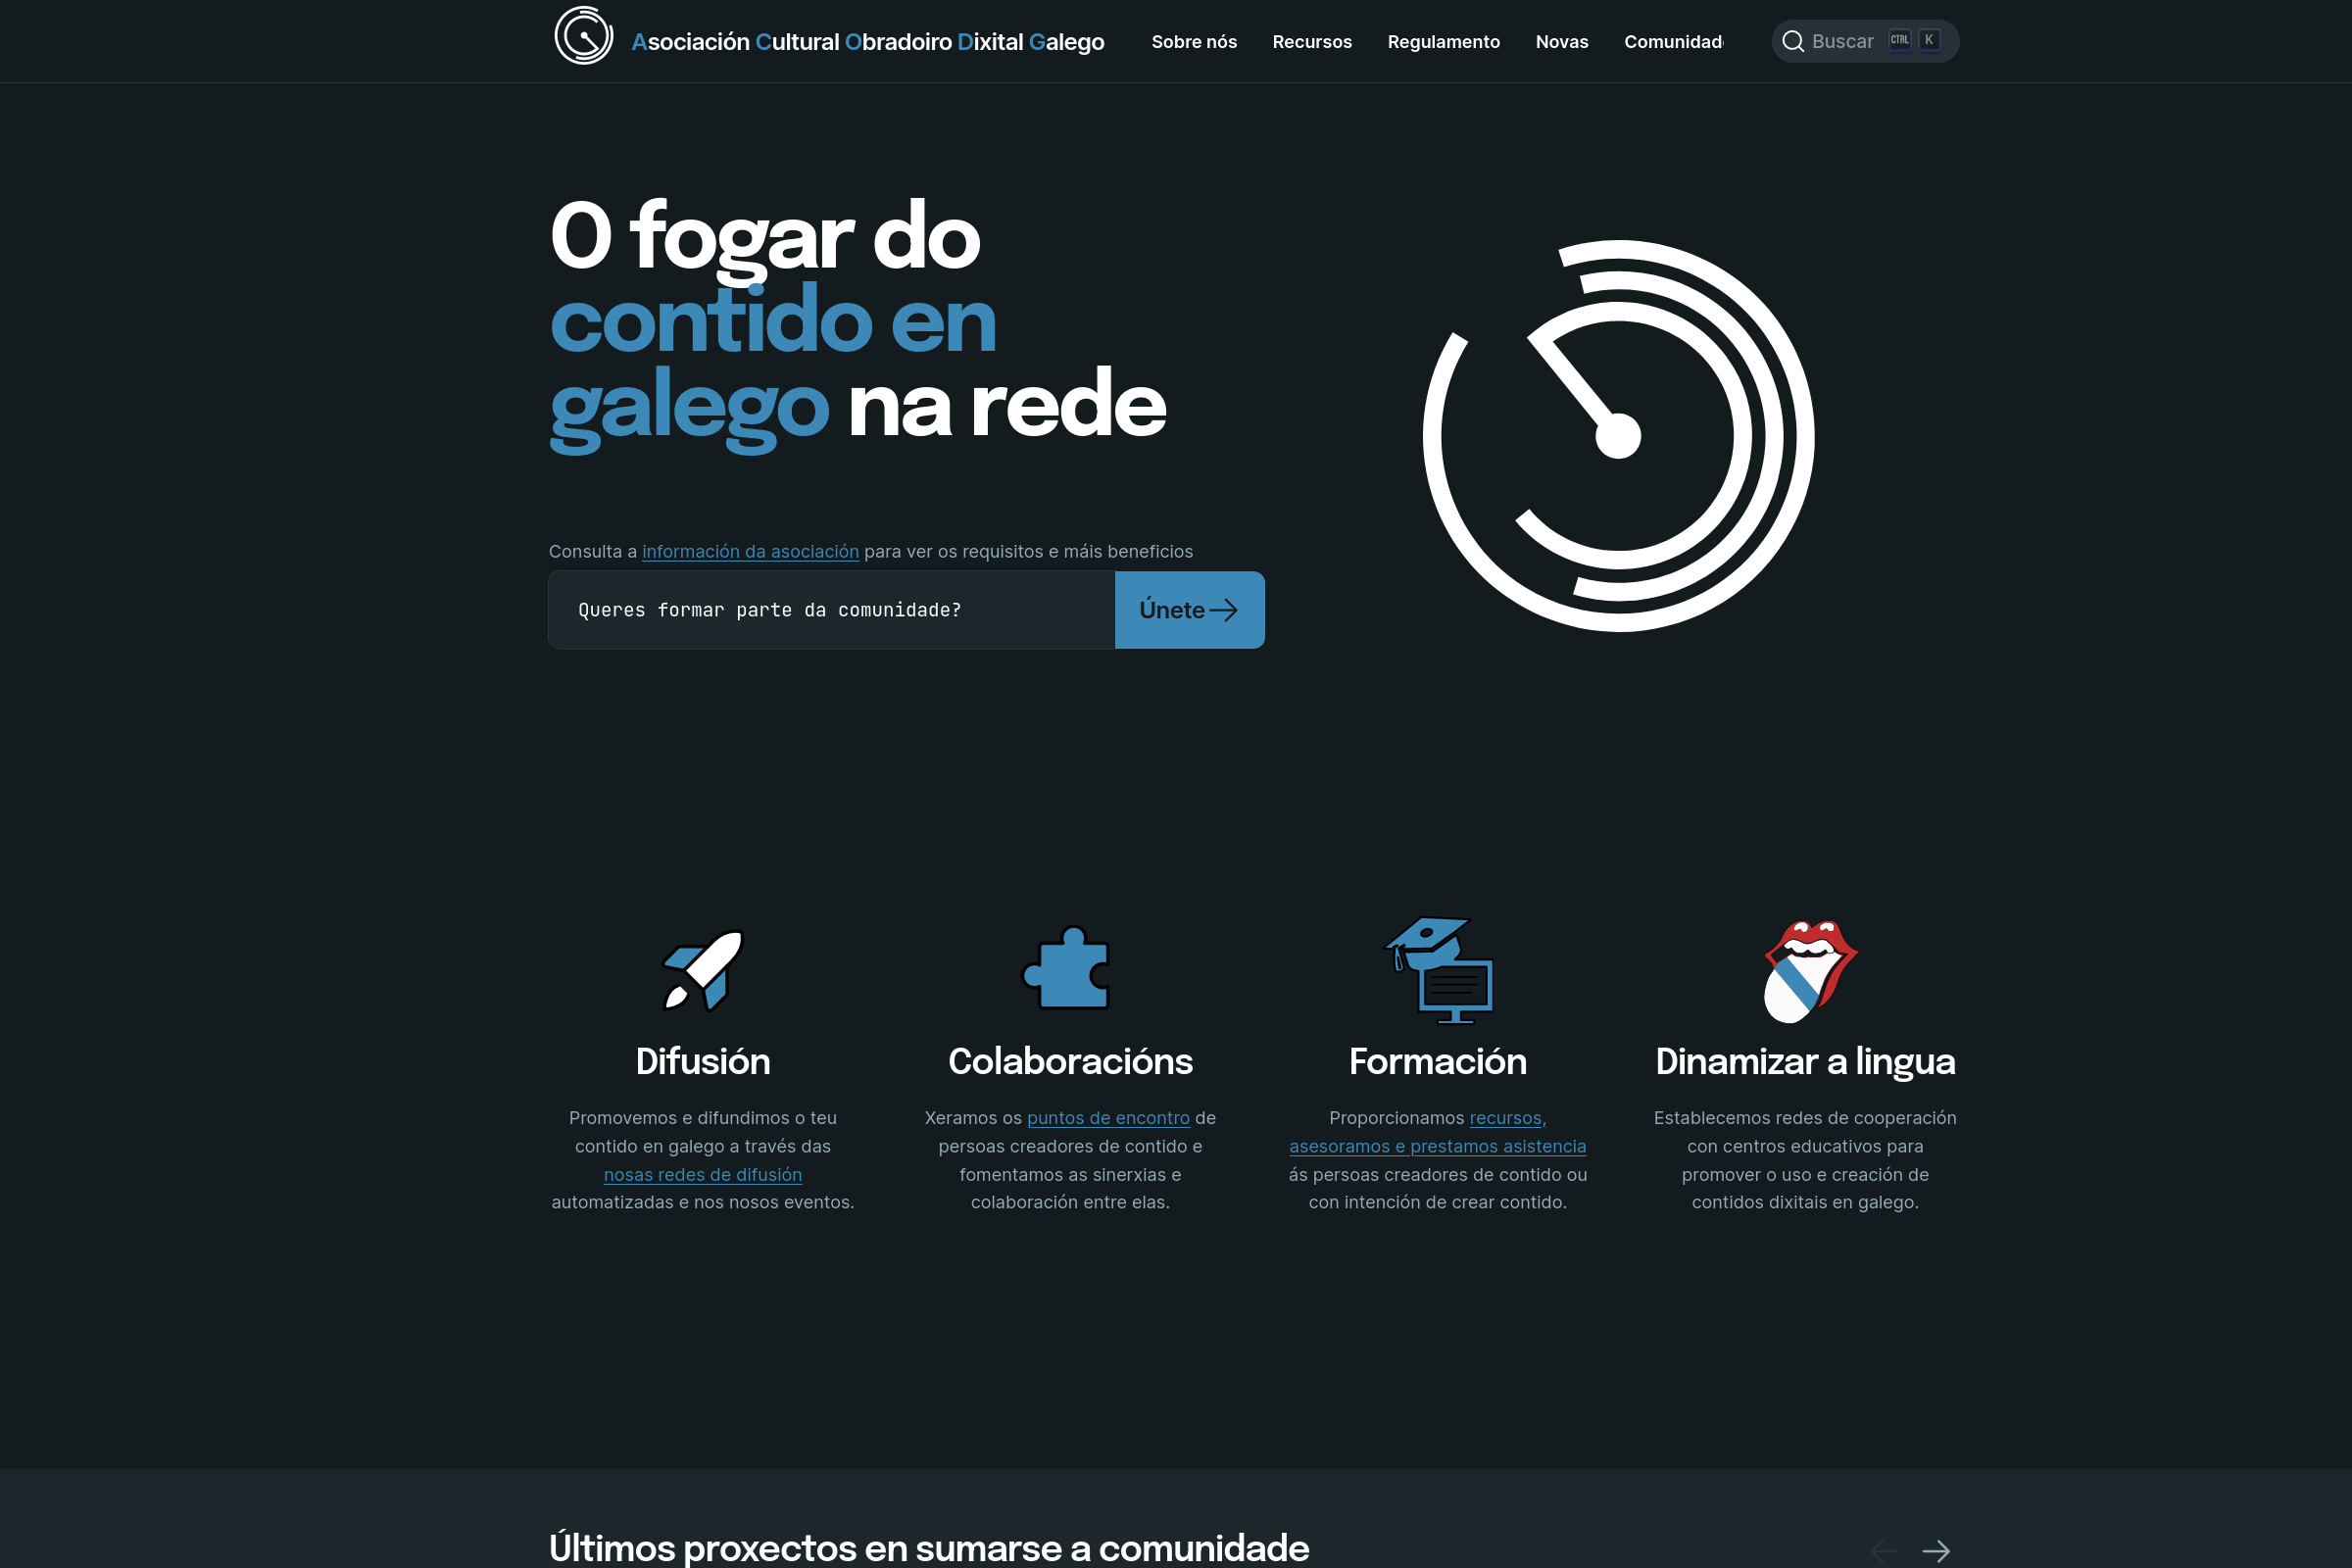 Asociación Cultural Obradoiro Dixital Galego
Sobre nós
Recursos
Regulamento
Novas
Comunidad
Buscar
CTRL
K
O fogar do
contido en
galego na rede
Consulta a información da asociación para ver os requisitos e máis beneficios
Queres formar parte da comunidade?
Únete
Difusión
Promovemos e difundimos o teu
contido en galego a través das
nosas redes de difusión
automatizadas e nos nosos eventos.
Colaboracións
Xeramos os puntos de encontro de
persoas creadores de contido e
fomentamos as sinerxias e
colaboración entre elas.
Formación
Proporcionamos recursos,
asesoramos e prestamos asistencia
ás persoas creadores de contido ou
con intención de crear contido.
Dinamizar a lingua
Establecemos redes de cooperación
con centros educativos para
promover o uso e creación de
contidos dixitais en galego.
Últimos proxectos en sumarse a comunidade